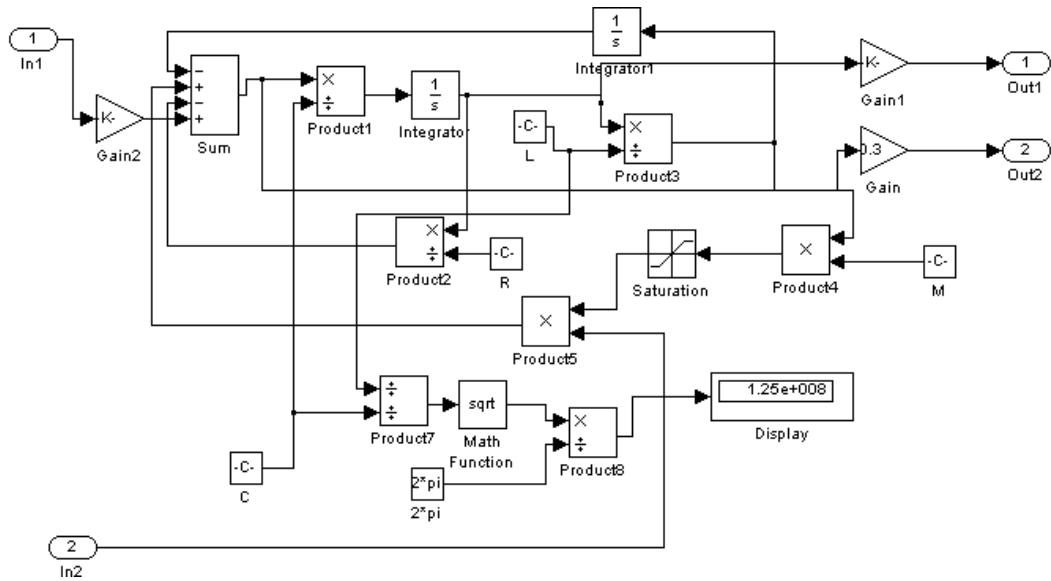 1
In1
K-
Gain2
−
+
−
+
Sum
×
÷
Product1
1
s
Integrator
1
s
Integrator1
-C-
L
×
÷
Product3
K-
Gain1
1
Out1
0.3
Gain
2
Out2
×
÷
Product2
-C-
R
Saturation
×
Product4
-C-
M
×
Product5
÷
÷
Product7
sqrt
Math
Function
×
÷
Product8
1.25e+008
Display
-C-
C
2*pi
2*pi
2
In2